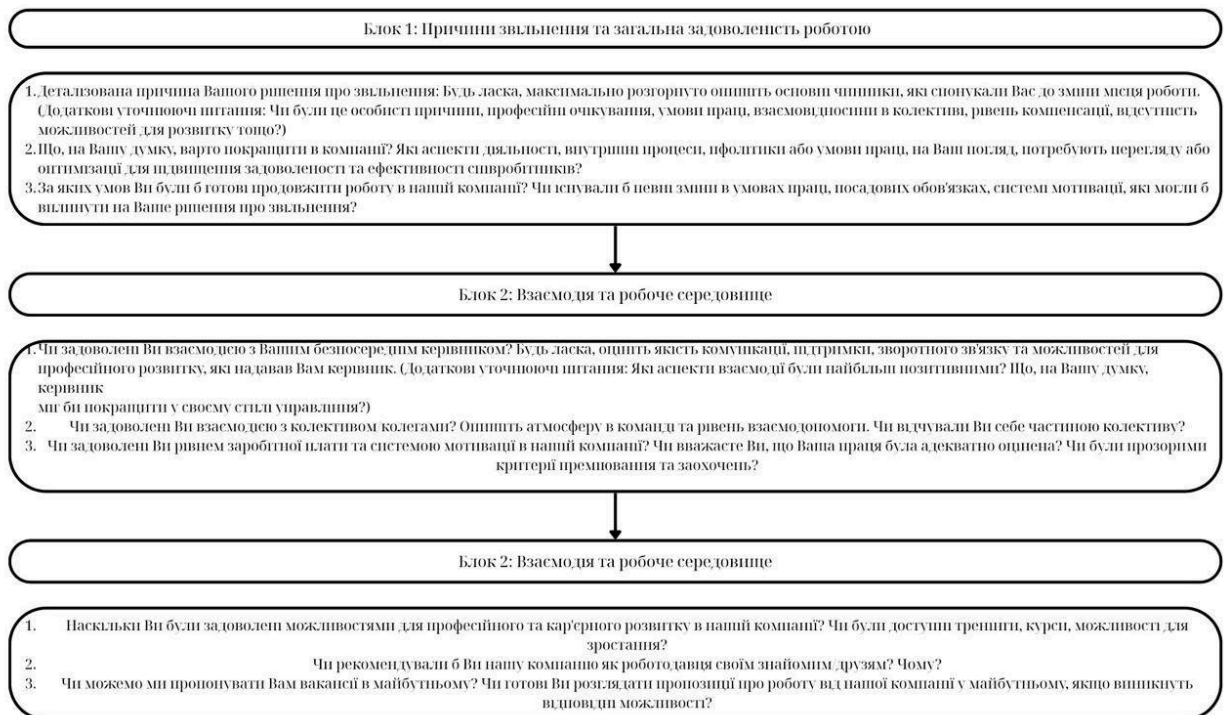 Блок 1: Причини звільнення та загальна задоволеність роботою
1. Деталізована причина Вашого рішення про звільнення: Будь ласка, максимально розгорнуто опишіть основні чинники, які спонукали Вас до зміни місця роботи.
(Додаткові уточнюючі питання: Чи були це особисті причини, професійні очікування, умови праці, взаємовідносини в колективі, рівень компенсації, відсутність
можливостей для розвитку тощо?)
2. Що, на Вашу думку, варто покращити в компанії? Які аспекти діяльності, внутрішні процеси, пфолітики або умови праці, на Ваш погляд, потребують перегляду або
оптимізації для підвищення задоволеності та ефективності співробітників?
3. За яких умов Ви були б готові продовжити роботу в нашій компанії? Чи існували б певні зміни в умовах праці, посадових обов'язках, системі мотивації, які могли б
вплинути на Ваше рішення про звільнення?
Блок 2: Взаємодія та робоче середовище
1. Чи задоволені Ви взаємодією з Вашим безпосереднім керівником? Будь ласка, оцініть якість комунікації, підтримки, зворотного зв'язку та можливостей для
професійного розвитку, які надавав Вам керівник. (Додаткові уточнюючі питання: Які аспекти взаємодії були найбільш позитивними? Що, на Вашу думку,
керівник
міг би покращити у своєму стилі управління?)
2. Чи задоволені Ви взаємодією з колективом колегами? Опишіть атмосферу в команді та рівень взаємодопомоги. Чи відчували Ви себе частиною колективу?
3. Чи задоволені Ви рівнем заробітної плати та системою мотивації в нашій компанії? Чи вважаєте Ви, що Ваша праця була адекватно оцінена? Чи були прозорими
критерії преміювання та заохочень?
Блок 2: Взаємодія та робоче середовище
1. Наскільки Ви були задоволені можливостями для професійного та кар'єрного розвитку в нашій компанії? Чи були доступні тренінги, курси, можливості для
зростання?
2. Чи рекомендували б Ви нашу компанію як роботодавця своїм знайомим друзям? Чому?
3. Чи можемо ми пропонувати Вам вакансії в майбутньому? Чи готові Ви розглядати пропозиції про роботу від нашої компанії у майбутньому, якщо виникнуть
відповідні можливості?